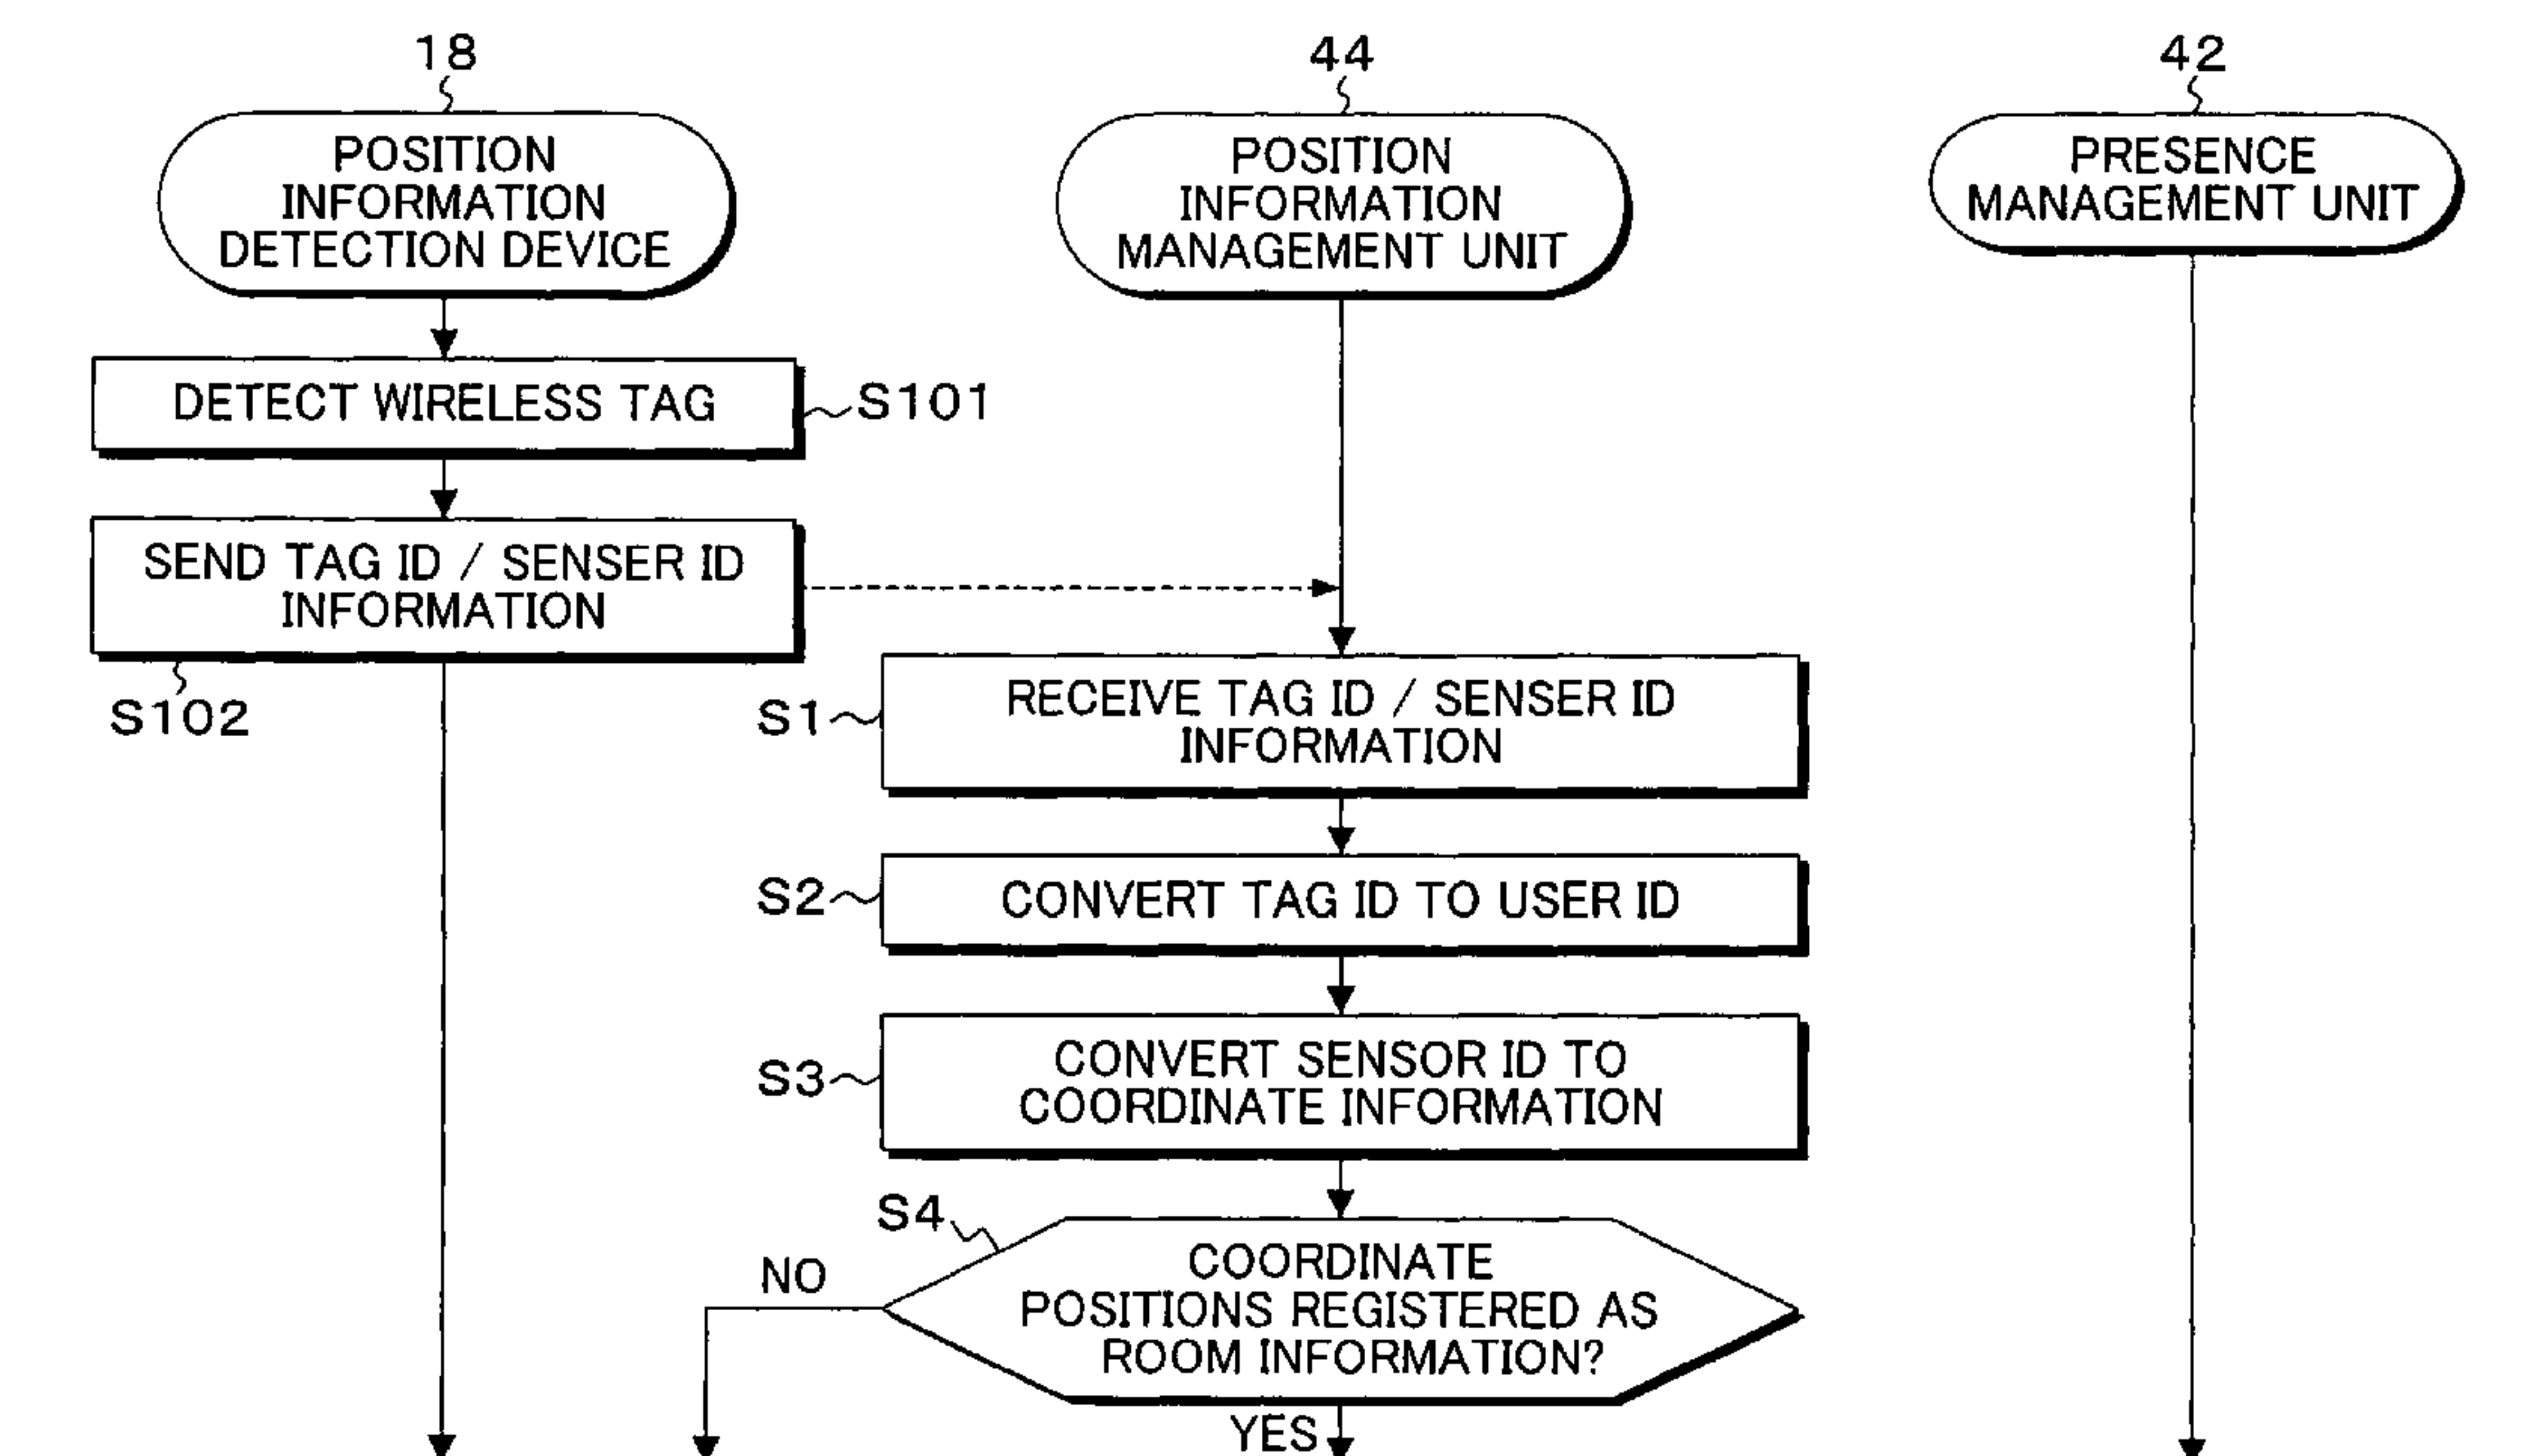 18
44
42
POSITION
INFORMATION
DETECTION DEVICE
POSITION
INFORMATION
MANAGEMENT UNIT
PRESENCE
MANAGEMENT UNIT
DETECT WIRELESS TAG
S101
SEND TAG ID / SENSER ID
INFORMATION
S102
S1
RECEIVE TAG ID / SENSER ID
INFORMATION
S2
CONVERT TAG ID TO USER ID
S3
CONVERT SENSOR ID TO
COORDINATE INFORMATION
S4
NO
COORDINATE
POSITIONS REGISTERED AS
ROOM INFORMATION?
YES